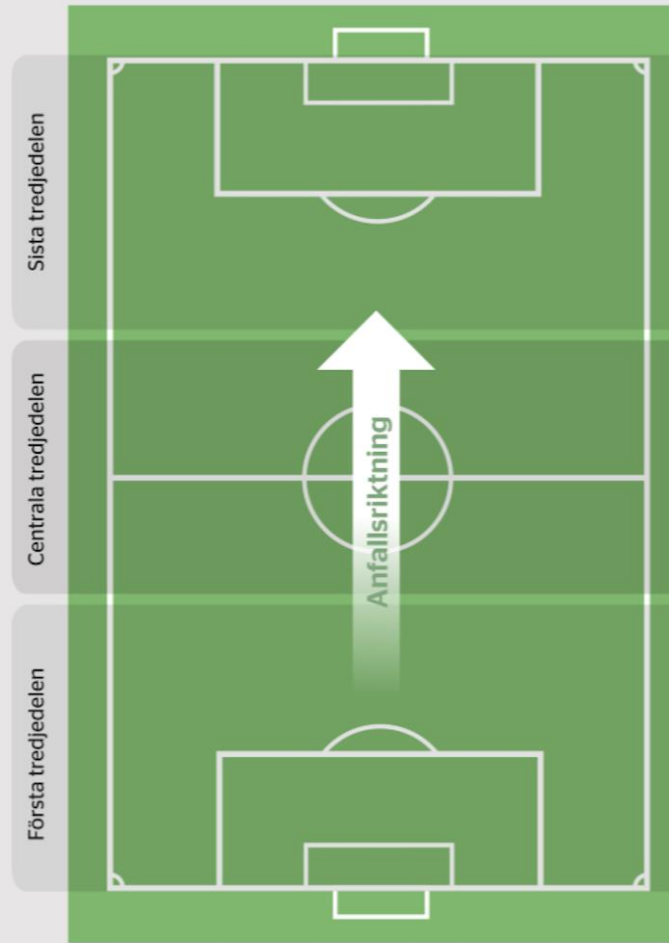 Sista tredjedelen
Centrala tredjedelen
Första tredjedelen
Anfallsriktning